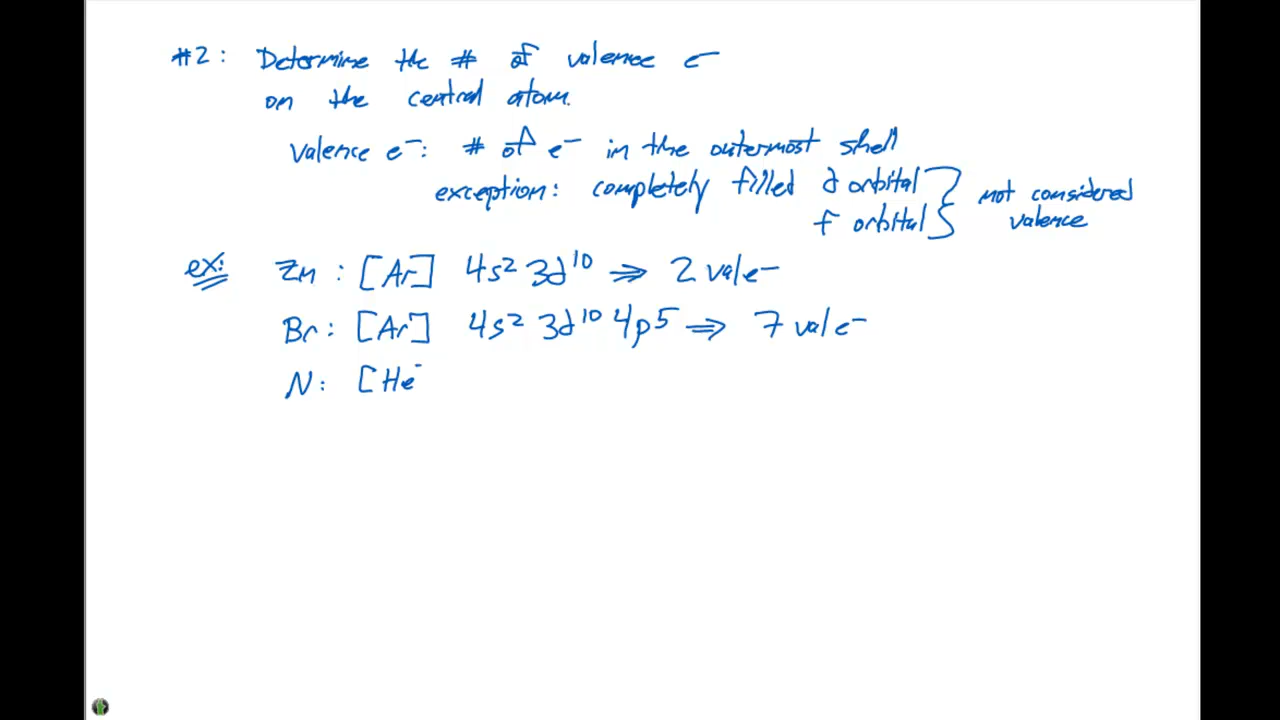 #2: Determine the # of valence e⁻
on the central atom.
valence e⁻: # of e⁻ in the outermost shell
exception: completely filled d orbital } not considered
f orbital } valence
ex: Zn: [Ar] 4s² 3d¹⁰ ⇒ 2 val e⁻
Br: [Ar] 4s² 3d¹⁰ 4p⁵ ⇒ 7 val e⁻
N: [He